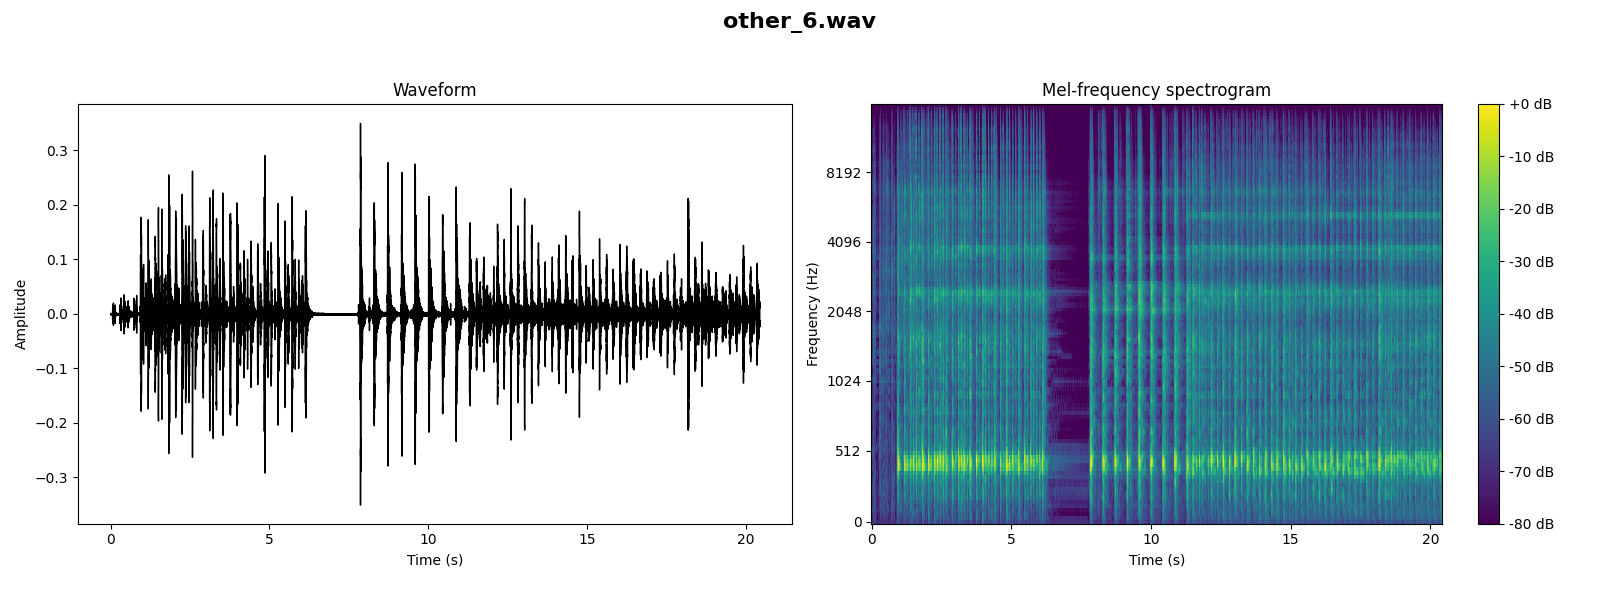 other_6.wav
Waveform
Mel-frequency spectrogram
0.3
0.2
0.1
0.0
−0.1
−0.2
−0.3
Amplitude
0
5
10
15
20
Time (s)
8192
4096
2048
1024
512
0
Frequency (Hz)
0
5
10
15
20
Time (s)
+0 dB
-10 dB
-20 dB
-30 dB
-40 dB
-50 dB
-60 dB
-70 dB
-80 dB